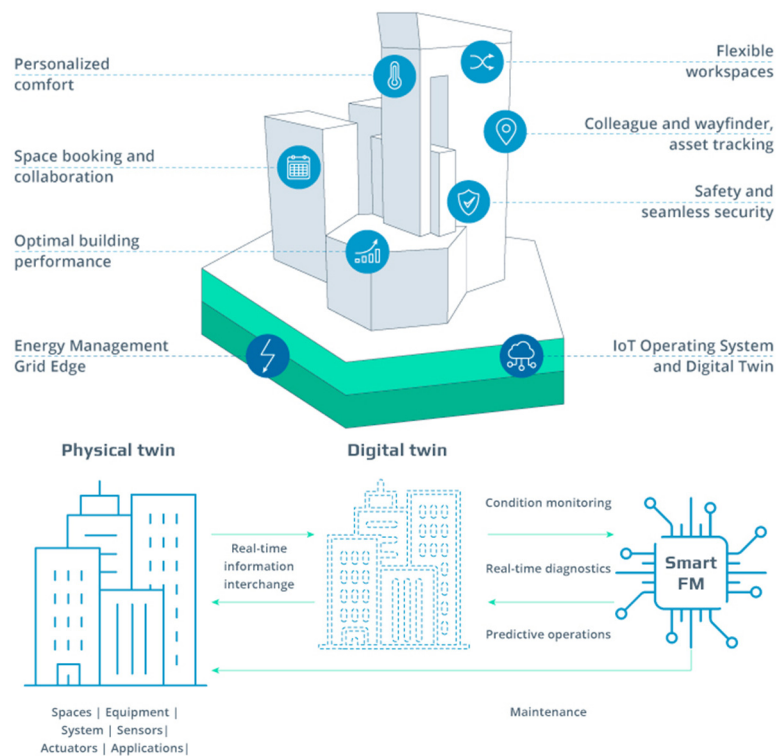 Personalized
comfort
Flexible
workspaces
Space booking and
collaboration
Colleague and wayfinder,
asset tracking
Safety and
seamless security
Optimal building
performance
Energy Management
Grid Edge
IoT Operating System
and Digital Twin
Physical twin
Digital twin
Real-time
information
interchange
Condition monitoring
Real-time diagnostics
Predictive operations
Smart
FM
Spaces | Equipment |
System | Sensors|
Actuators | Applications|
Maintenance